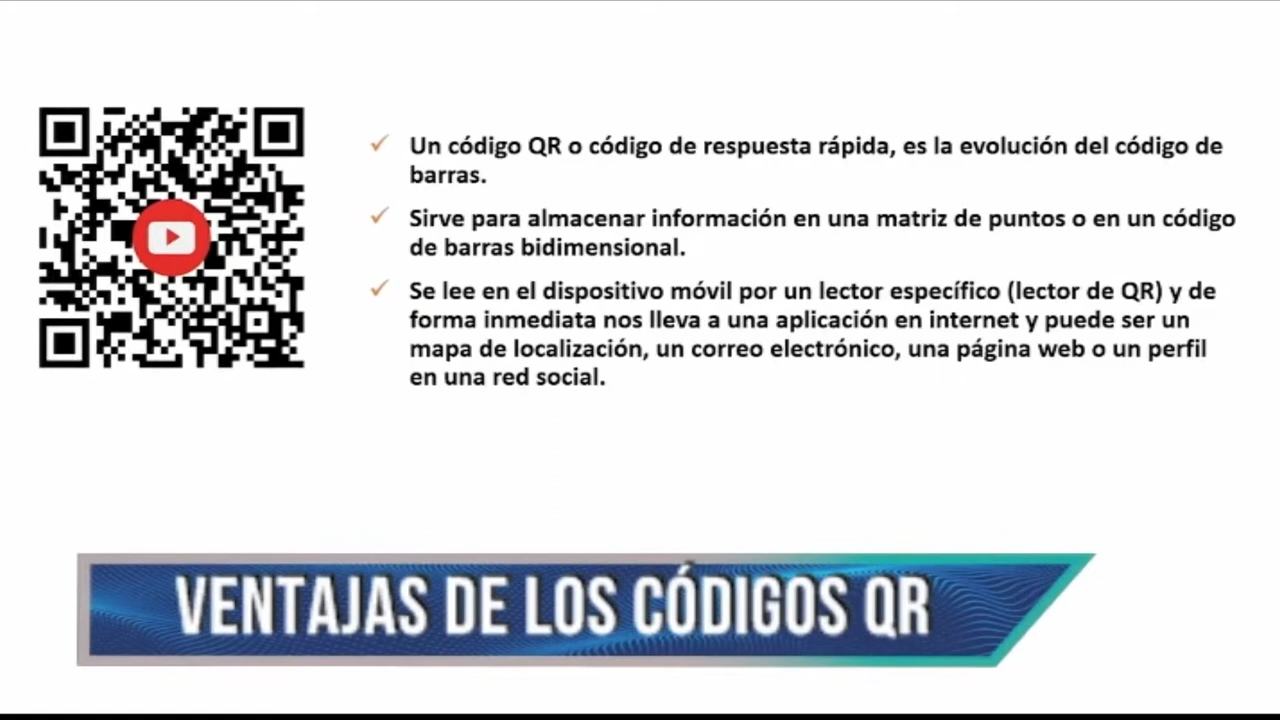 Un código QR o código de respuesta rápida, es la evolución del código de
barras.
Sirve para almacenar información en una matriz de puntos o en un código
de barras bidimensional.
Se lee en el dispositivo móvil por un lector específico (lector de QR) y de
forma inmediata nos lleva a una aplicación en internet y puede ser un
mapa de localización, un correo electrónico, una página web o un perfil
en una red social.
VENTAJAS DE LOS CÓDIGOS QR